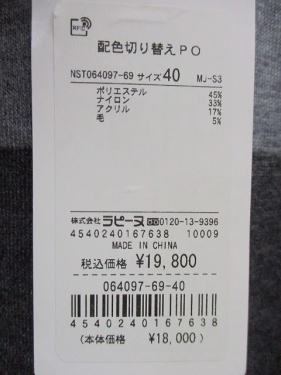 RFID
配色切り替えPO
NST064097-69 サイズ 40 MJ-S3
ポリエステル 45%
ナイロン 33%
アクリル 17%
毛 5%
株式会社 ラピーヌ 0120-13-9396
4540240167638 10009
MADE IN CHINA
税込価格 ¥19,800
064097-69-40
4540240167638
(本体価格 ¥18,000)